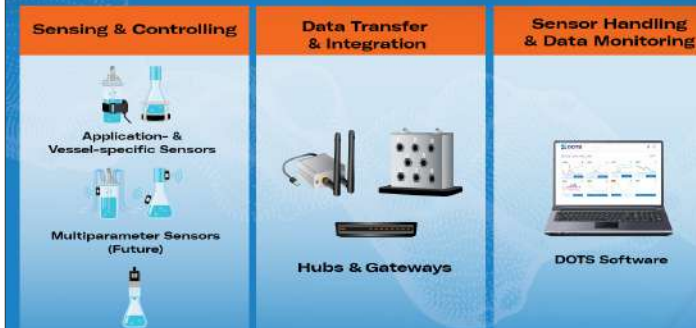 Sensing & Controlling
Application- &
Vessel-specific Sensors
Multiparameter Sensors
(Future)
Data Transfer
& Integration
Hubs & Gateways
Sensor Handling
& Data Monitoring
DOTS
DOTS Software